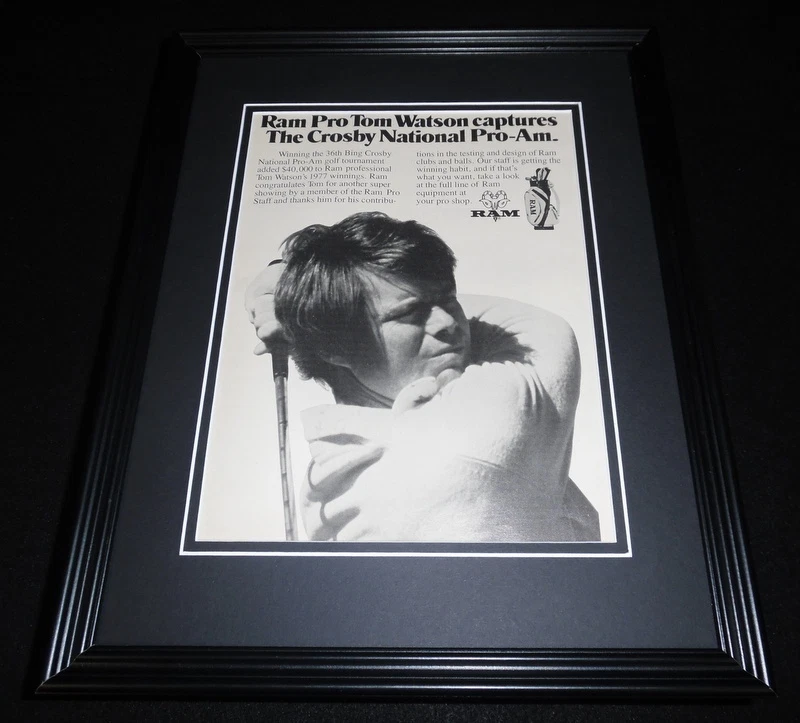 Ram Pro Tom Watson captures
The Crosby National Pro-Am.
Winning the 36th Bing Crosby
National Pro-Am golf tournament
added $40,000 to Ram professional
Tom Watson's 1977 winnings. Ram
congratulates Tom for another super
showing by a member of the Ram Pro
Staff and thanks him for his contribu-
tions in the testing and design of Ram
clubs and balls. Our staff is getting the
winning habit, and if that's
what you want, take a look
at the full line of Ram
equipment at
your pro shop.
RAM
RAM